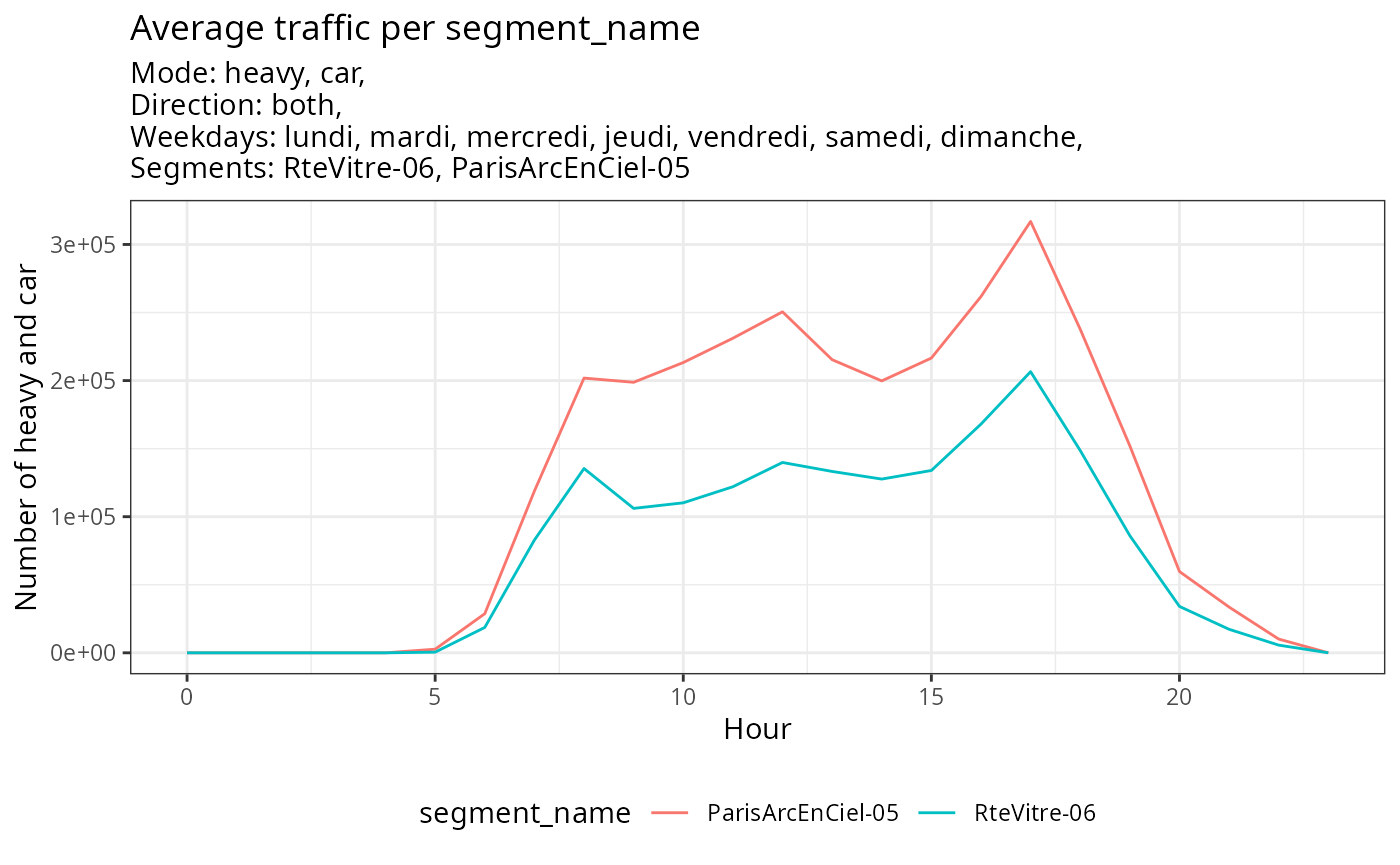 Average traffic per segment_name
Mode: heavy, car,
Direction: both,
Weekdays: lundi, mardi, mercredi, jeudi, vendredi, samedi, dimanche,
Segments: RteVitre-06, ParisArcEnCiel-05
Number of heavy and car
3e+05
2e+05
1e+05
0e+00
0 5 10 15 20
Hour
segment_name ParisArcEnCiel-05 RteVitre-06